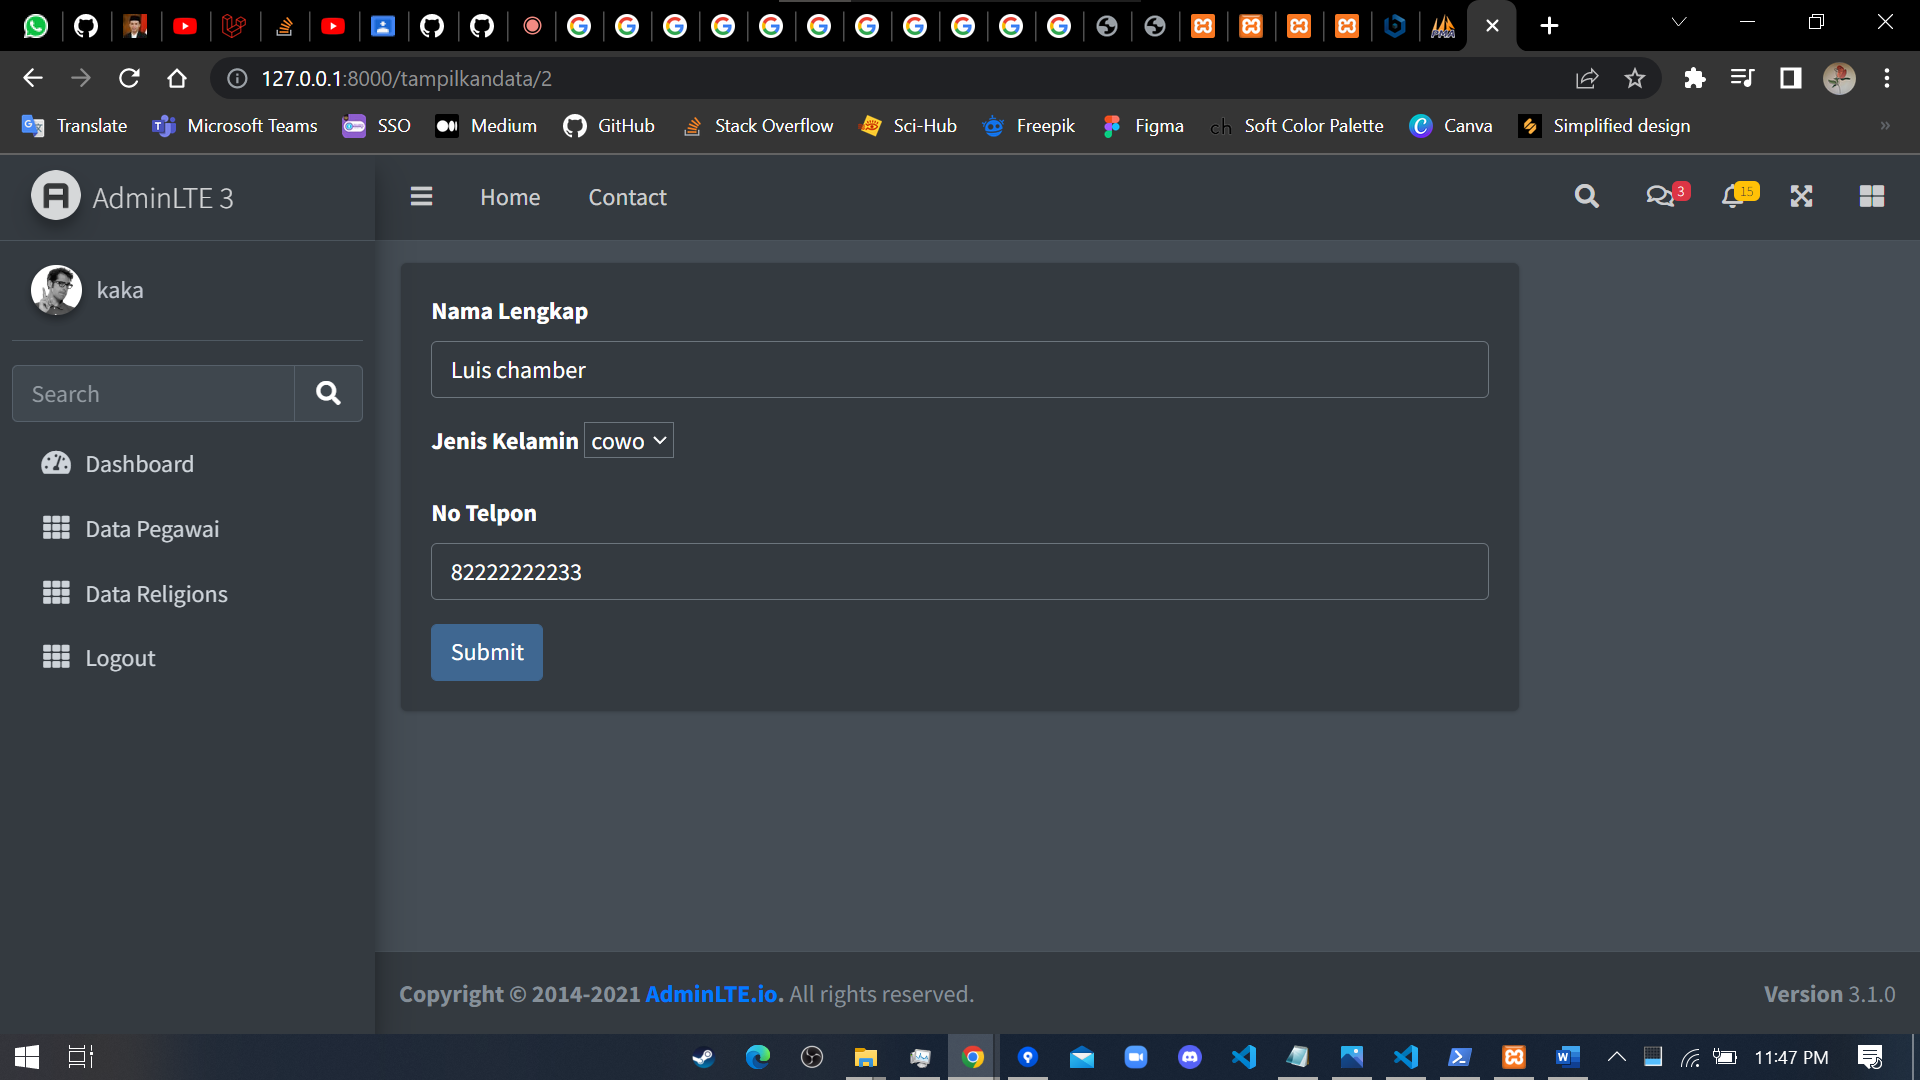 127.0.0.1:8000/tampilkandata/2
Translate Microsoft Teams SSO Medium GitHub Stack Overflow Sci-Hub Freepik Figma Soft Color Palette Canva Simplified design »
AdminLTE 3
Home Contact
3
15
kaka
Search
Dashboard
Data Pegawai
Data Religions
Logout
Nama Lengkap
Luis chamber
Jenis Kelamin cowo
No Telpon
82222222233
Submit
Copyright © 2014-2021 AdminLTE.io. All rights reserved.
Version 3.1.0
11:47 PM